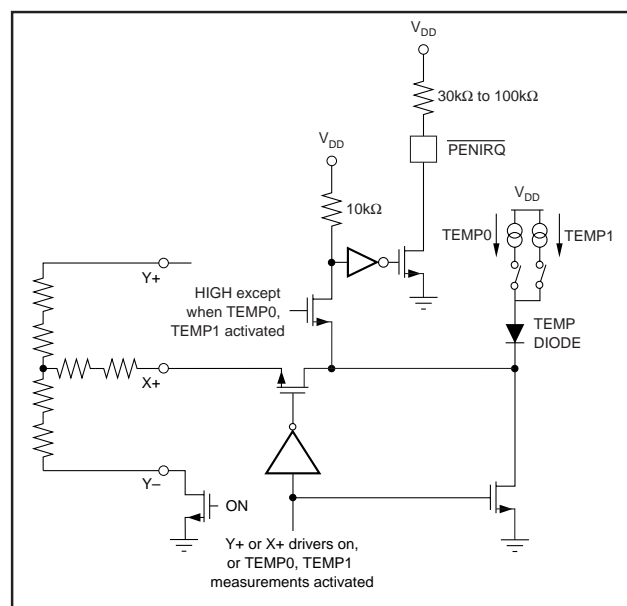 VDD
30kΩ to 100kΩ
PENIRQ
VDD
10kΩ
VDD
TEMP0
TEMP1
Y+
HIGH except
when TEMP0,
TEMP1 activated
TEMP
DIODE
X+
Y–
ON
Y+ or X+ drivers on,
or TEMP0, TEMP1
measurements activated